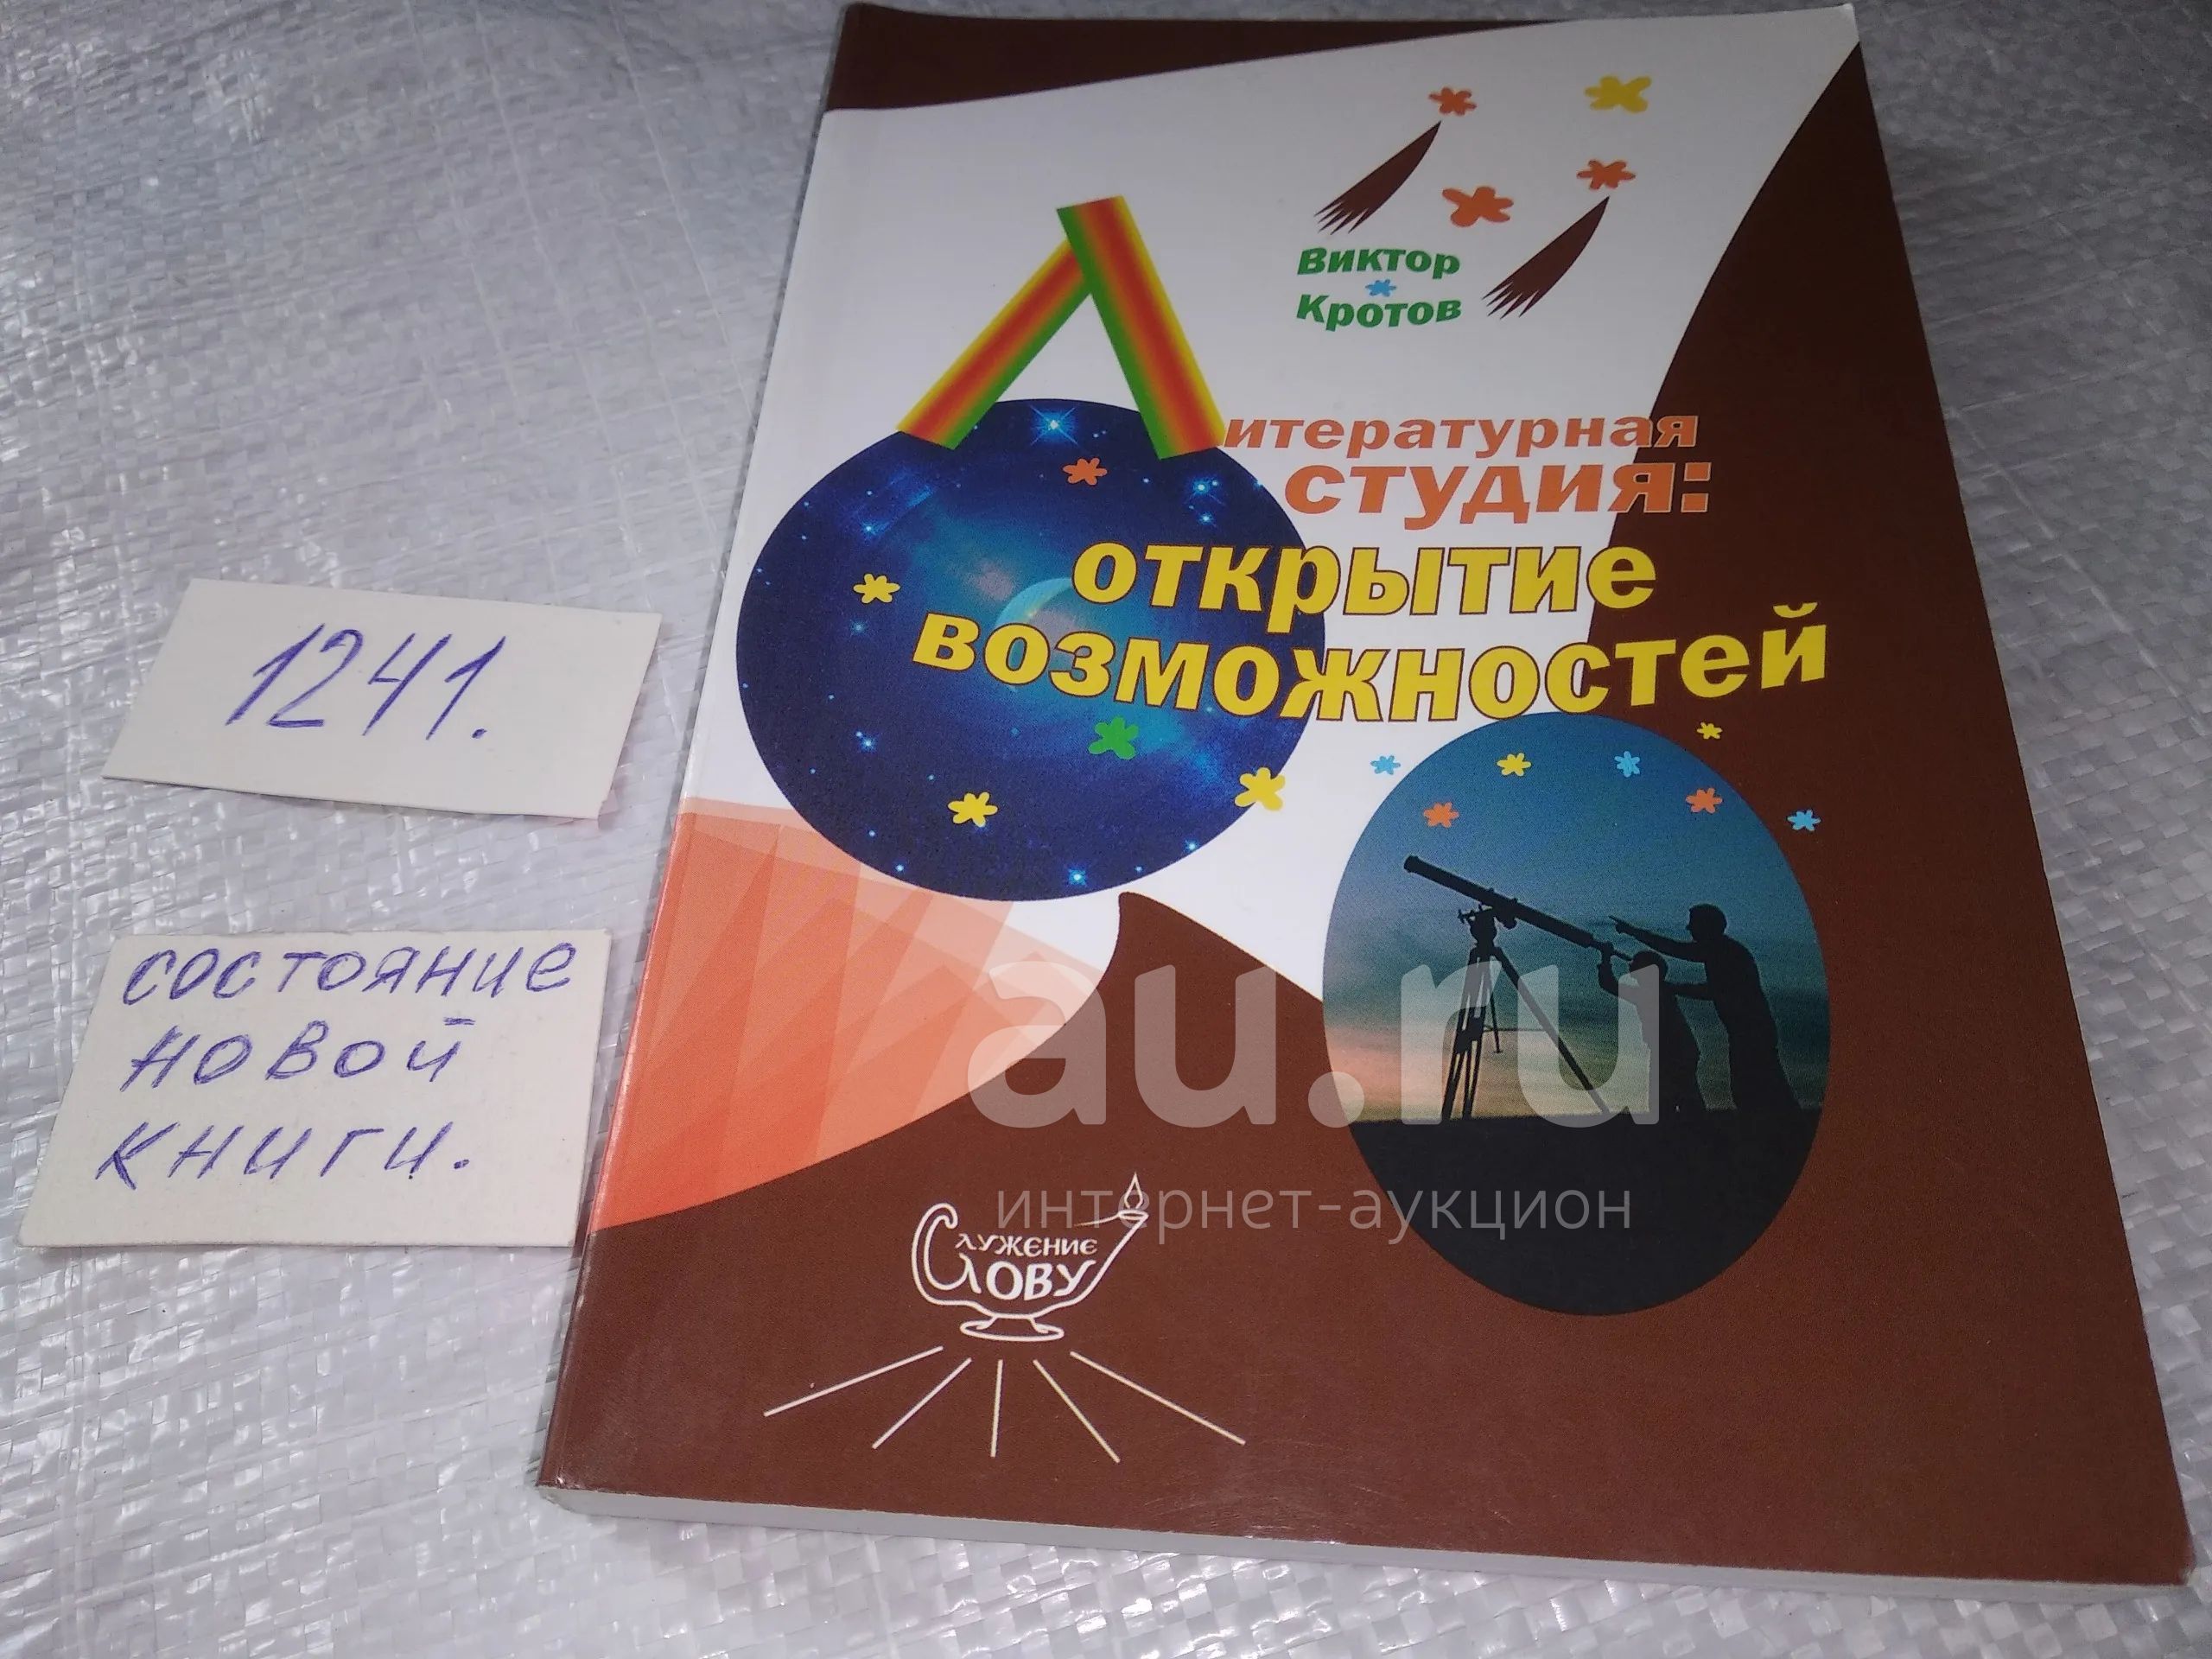 Виктор
Кротов
Литературная
студия:
открытие
возможностей
1241.
состояние
новой
книги.
au.ru
интернет-аукцион
Служение
Слову